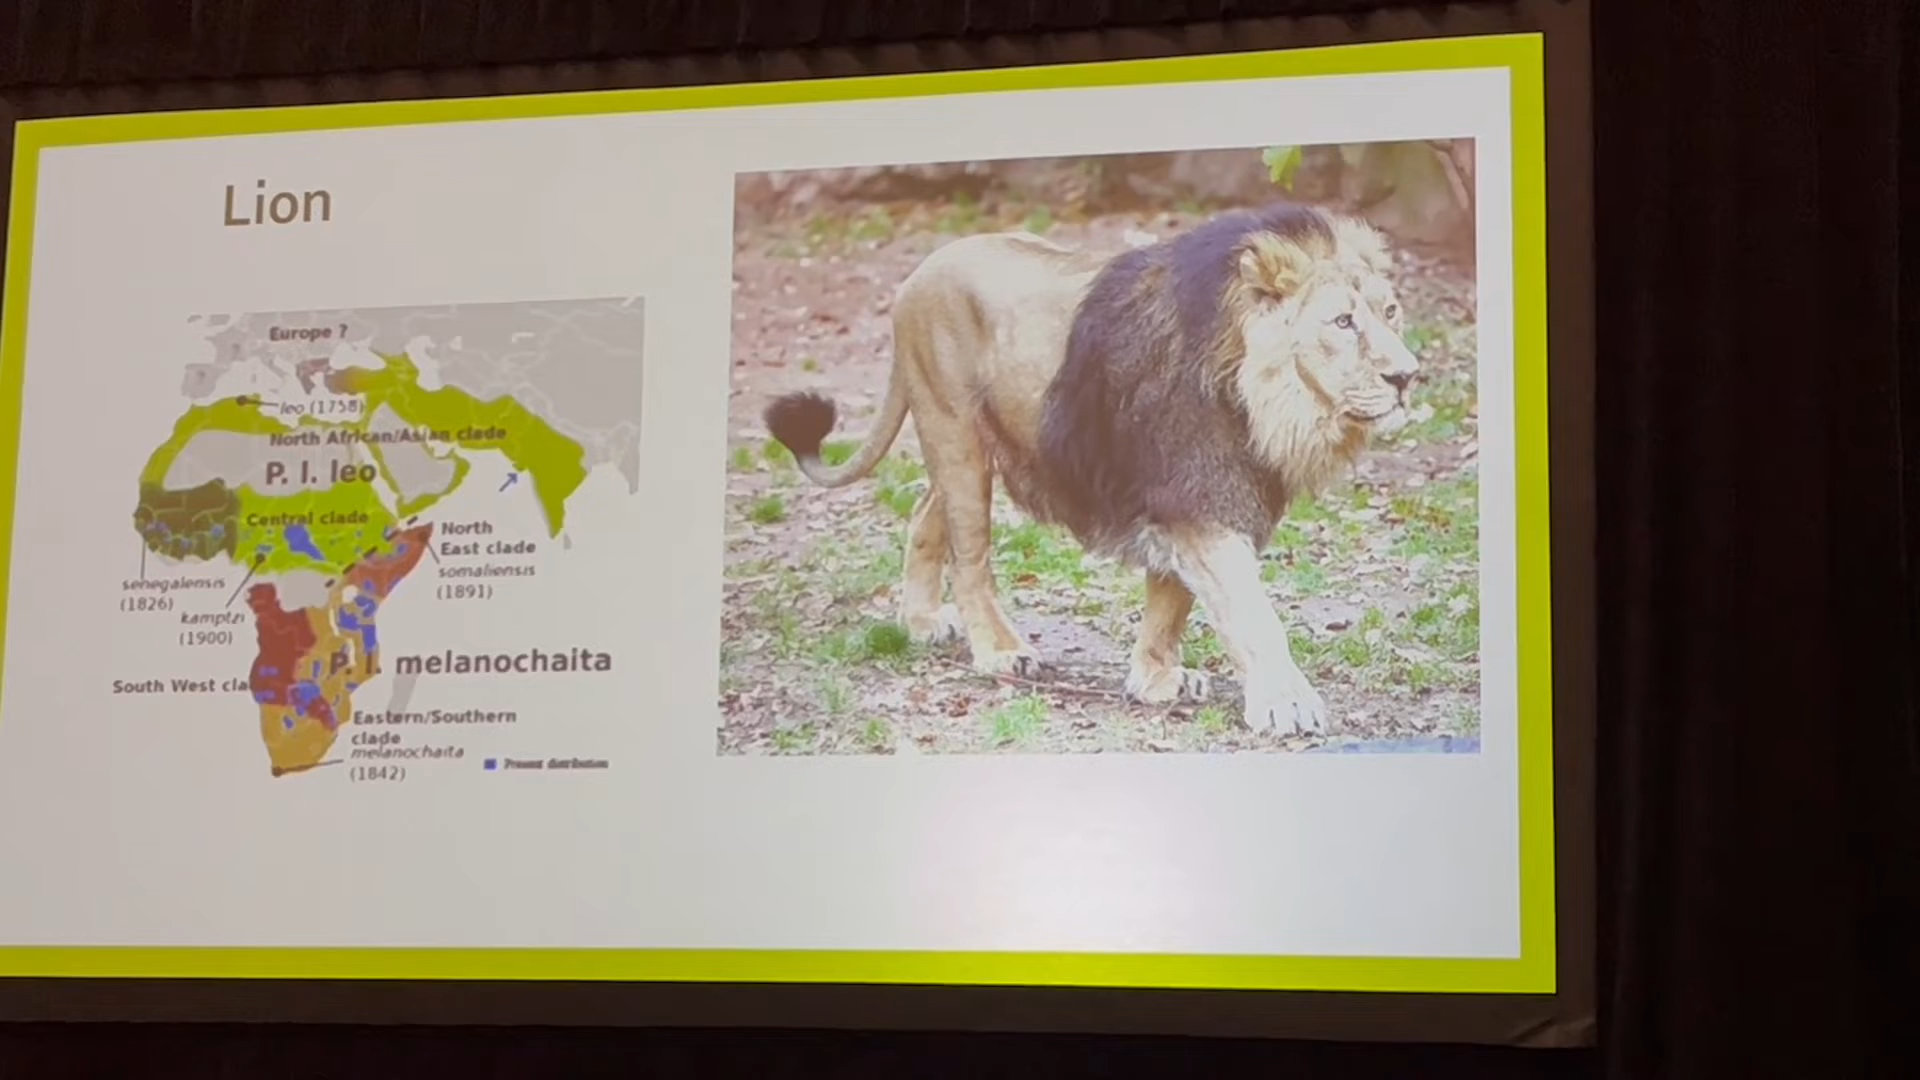 Lion
Europe ?
leo (1758)
North African/Asian clade
P. l. leo
Central clade
North
East clade
somaliensis
(1891)
senegalensis
(1826)
kamptzi
(1900)
P. l. melanochaita
South West cla
Eastern/Southern
clade
melanochaita
(1842)
Present distribution